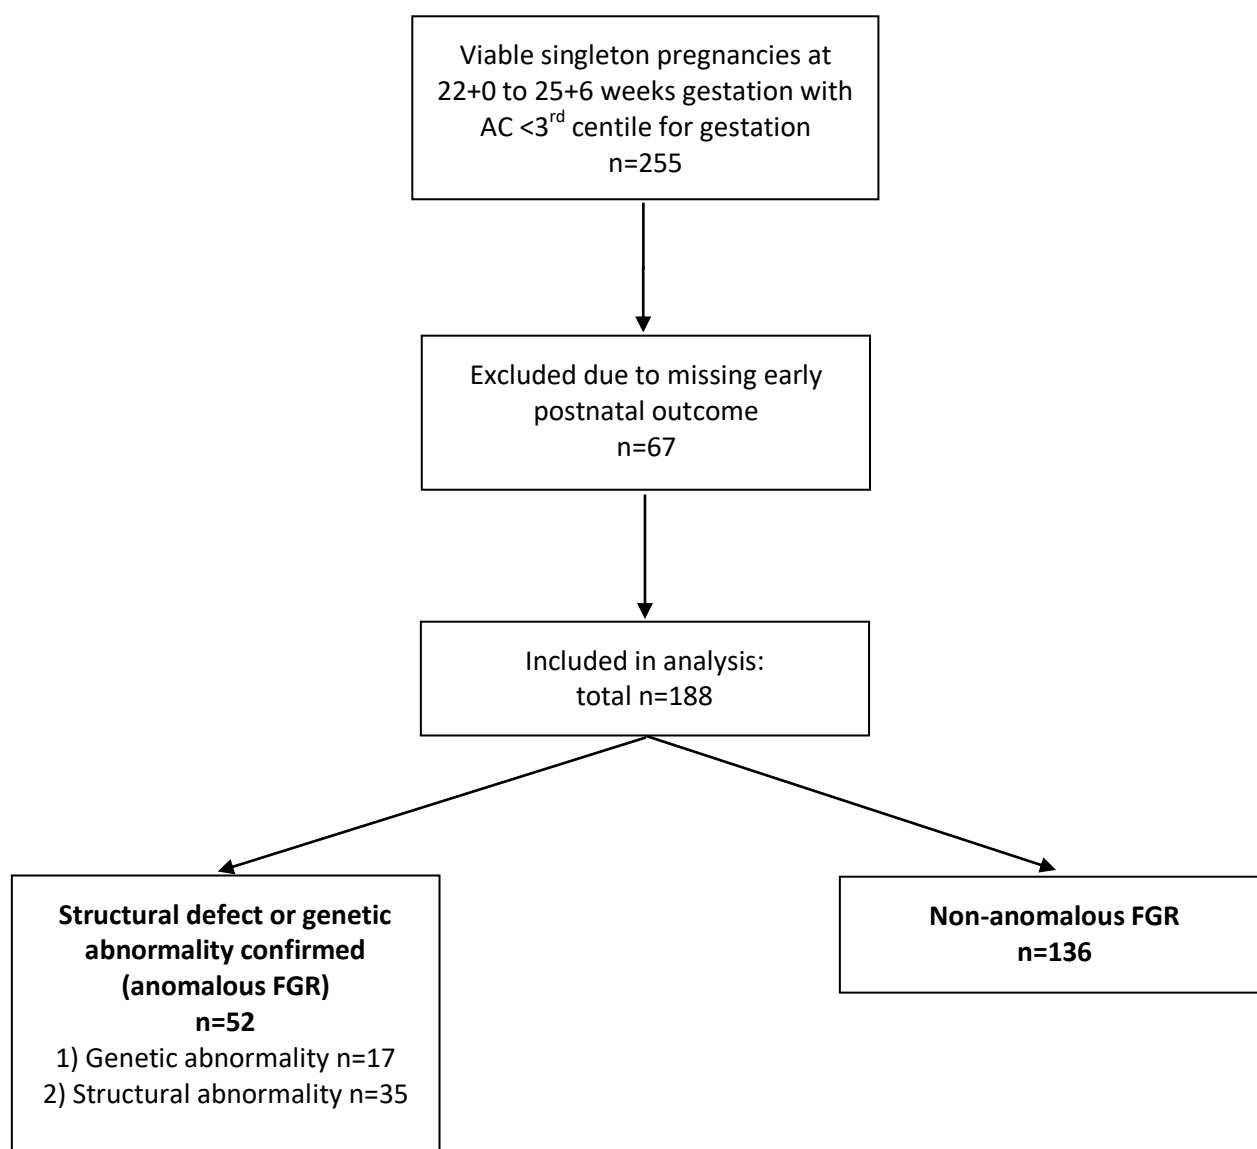 Viable singleton pregnancies at
22+0 to 25+6 weeks gestation with
AC <3rd centile for gestation
n=255
Excluded due to missing early
postnatal outcome
n=67
Included in analysis:
total n=188
Structural defect or genetic
abnormality confirmed
(anomalous FGR)
n=52
1) Genetic abnormality n=17
2) Structural abnormality n=35
Non-anomalous FGR
n=136